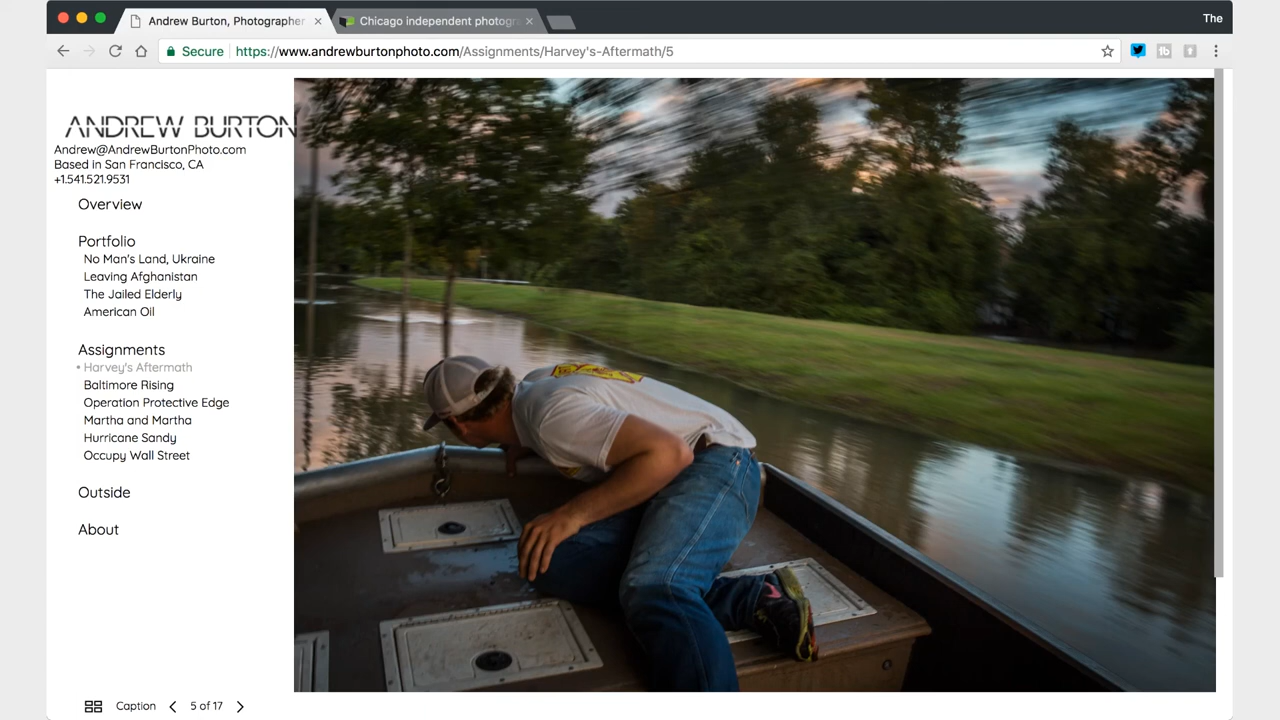 Andrew Burton, Photographer
Chicago independent photogra
The
Secure https://www.andrewburtonphoto.com/Assignments/Harvey's-Aftermath/5
ANDREW BURTON
Andrew@AndrewBurtonPhoto.com
Based in San Francisco, CA
+1.541.521.9531
Overview
Portfolio
No Man's Land, Ukraine
Leaving Afghanistan
The Jailed Elderly
American Oil
Assignments
• Harvey's Aftermath
Baltimore Rising
Operation Protective Edge
Martha and Martha
Hurricane Sandy
Occupy Wall Street
Outside
About
Caption 5 of 17